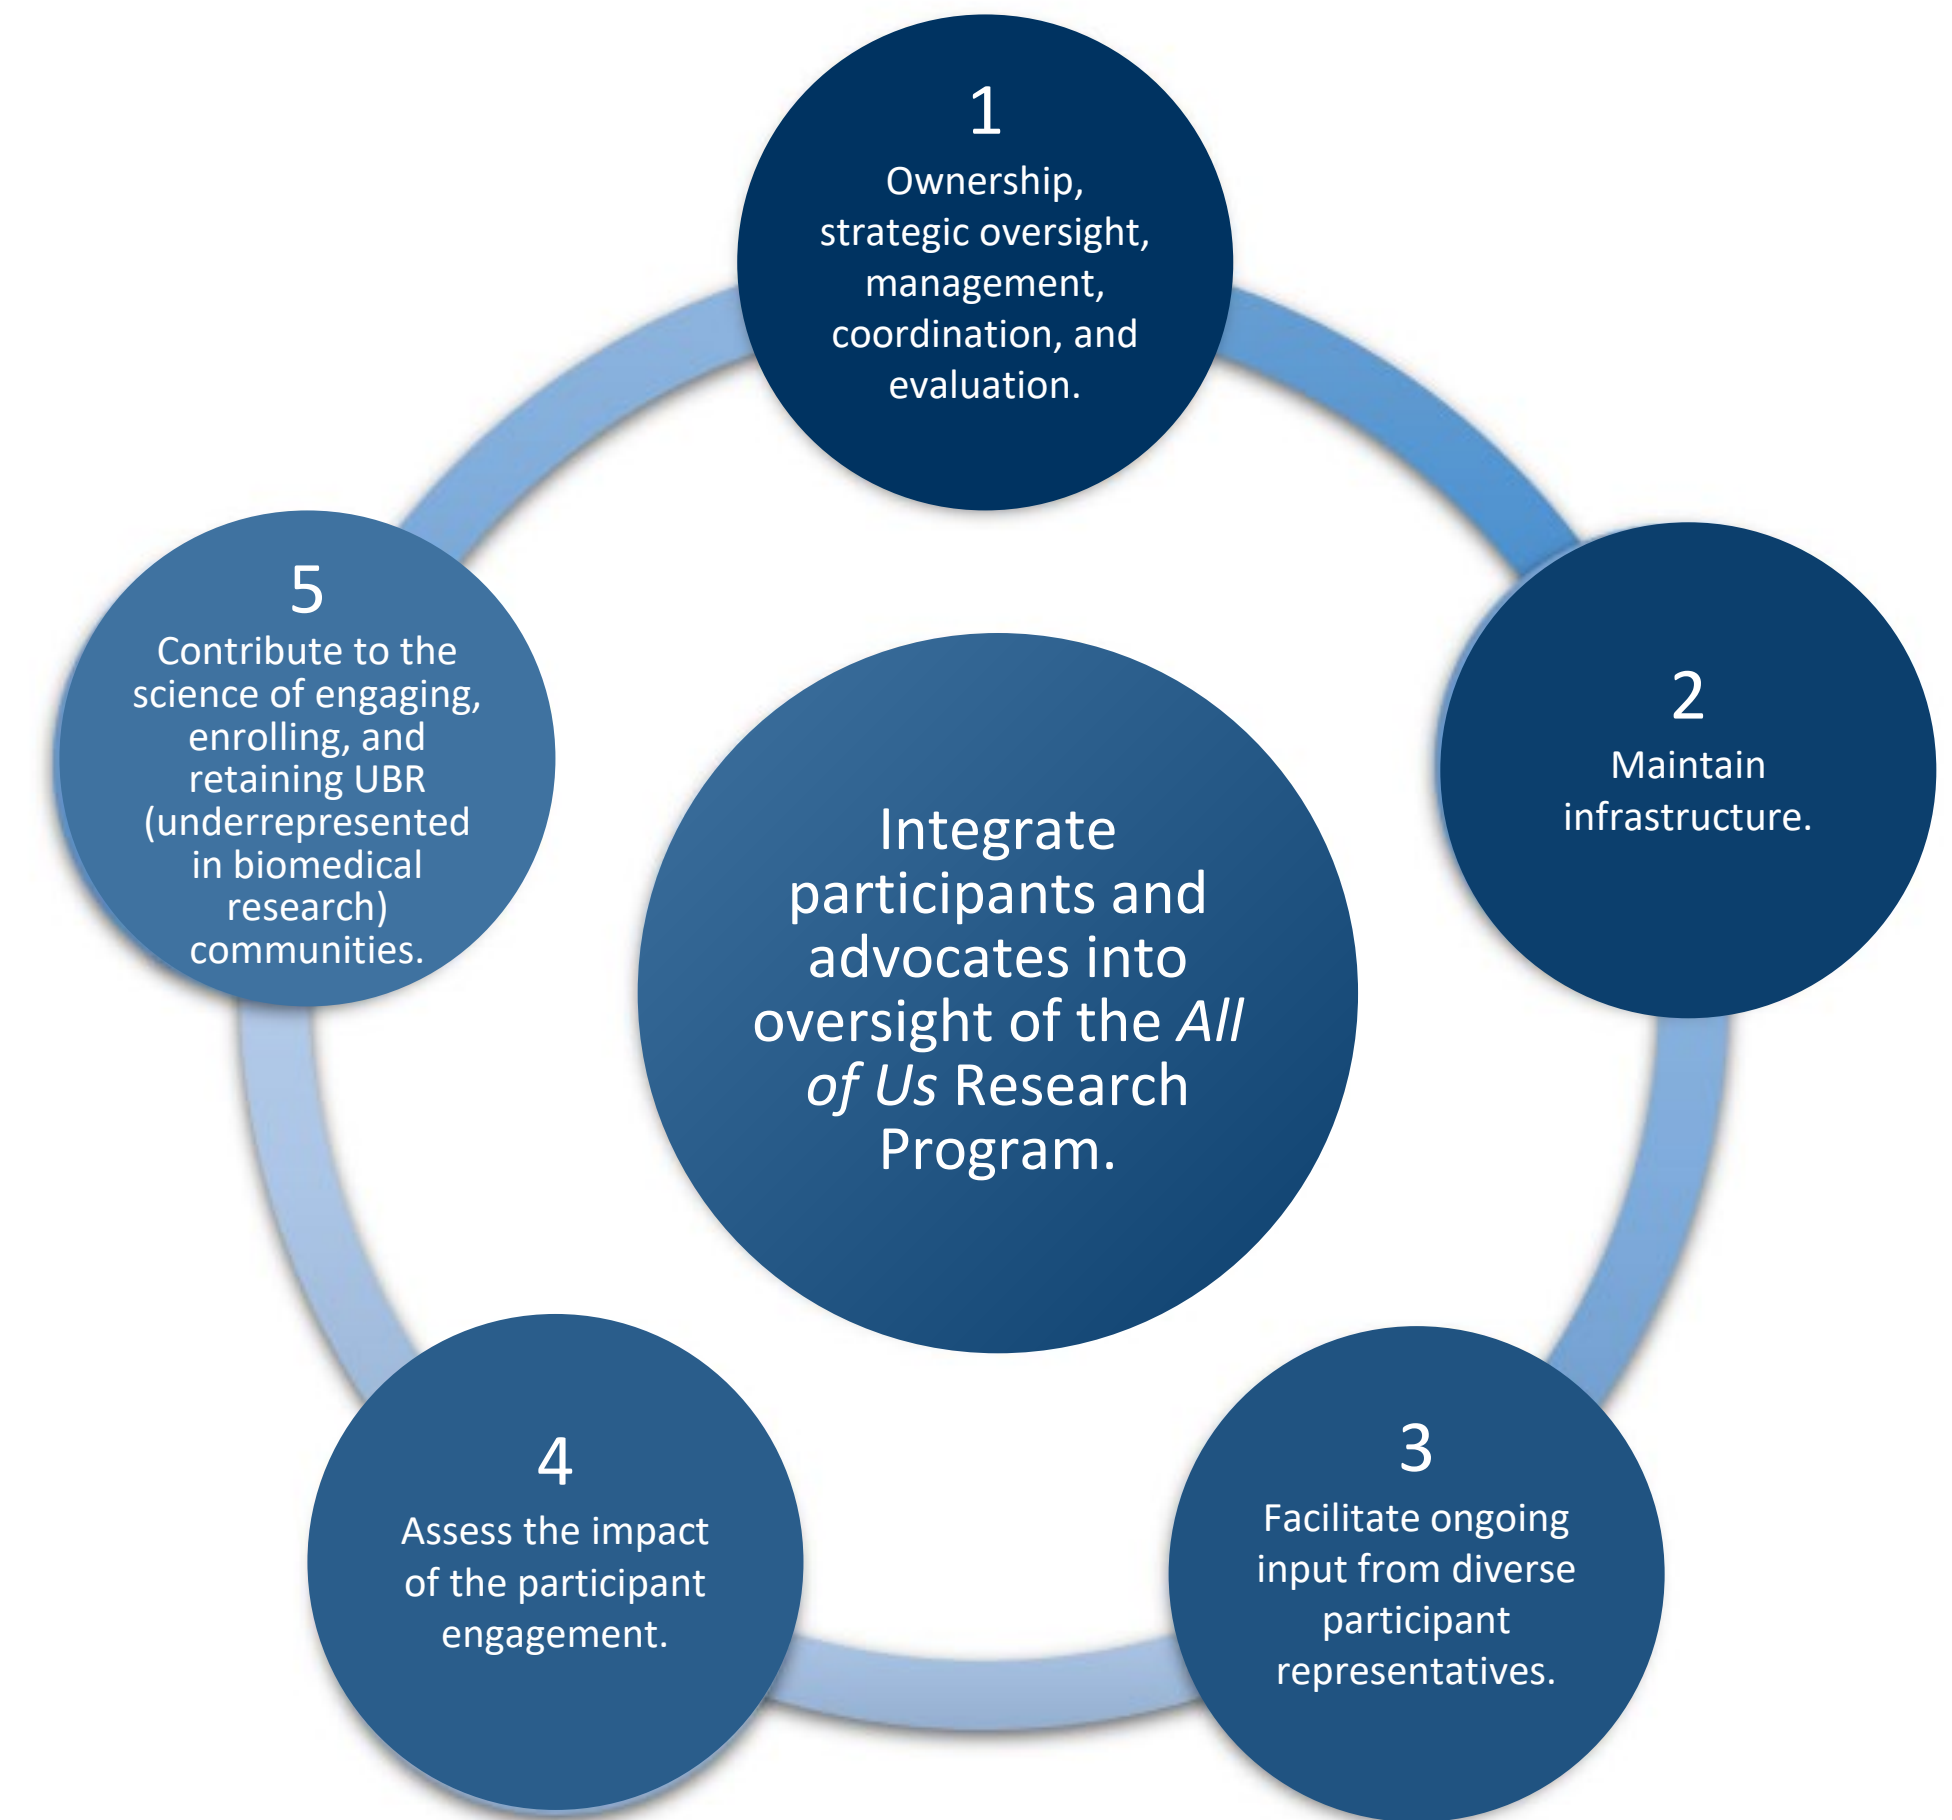 1
Ownership,
strategic oversight,
management,
coordination, and
evaluation.
2
Maintain
infrastructure.
3
Facilitate ongoing
input from diverse
participant
representatives.
4
Assess the impact
of the participant
engagement.
5
Contribute to the
science of engaging,
enrolling, and
retaining UBR
(underrepresented
in biomedical
research)
communities.
Integrate
participants and
advocates into
oversight of the All
of Us Research
Program.